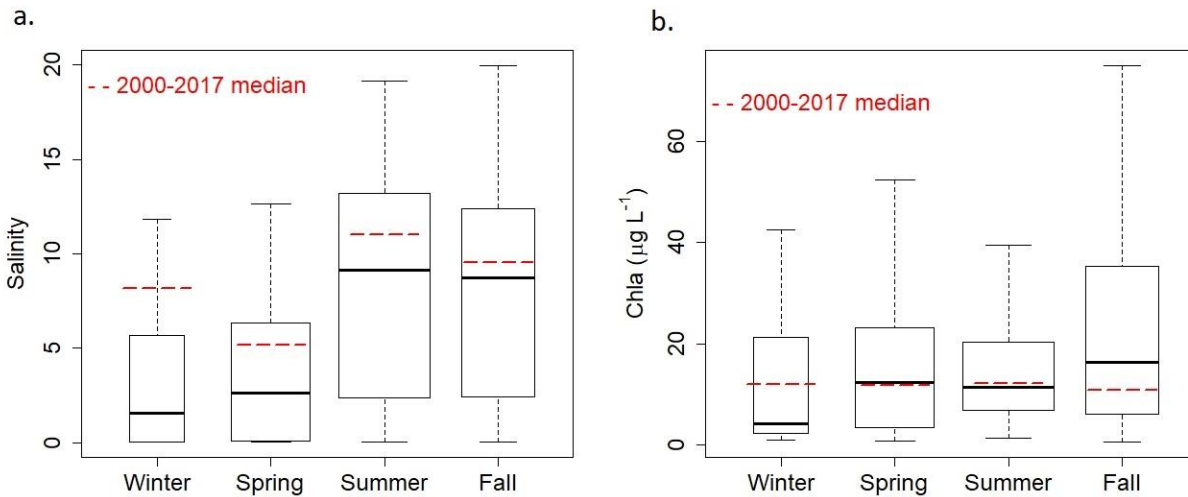 a.
- - 2000-2017 median
Salinity
20
15
10
5
0
Winter Spring Summer Fall
b.
- - 2000-2017 median
Chla (µg L⁻¹)
60
40
20
0
Winter Spring Summer Fall